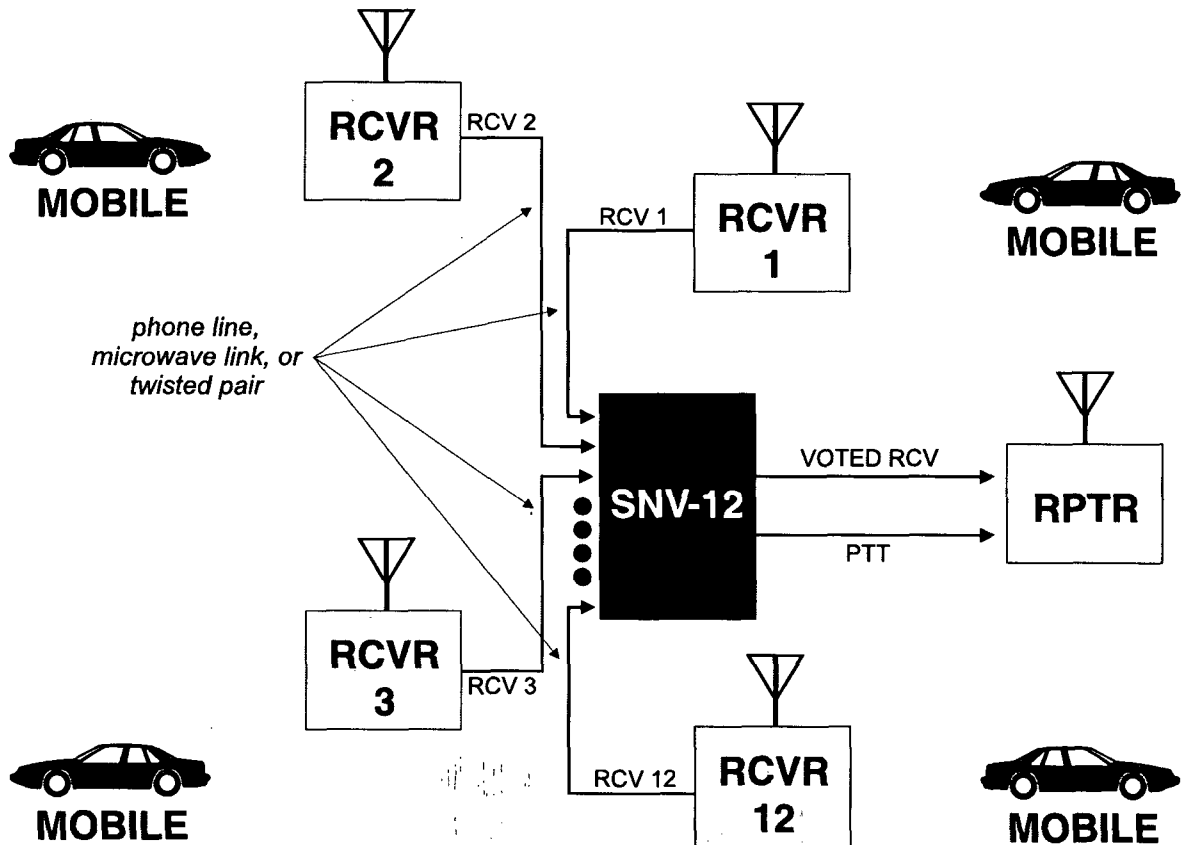 RCVR
2
RCV 2
MOBILE
RCV 1
RCVR
1
MOBILE
phone line,
microwave link, or
twisted pair
SNV-12
VOTED RCV
PTT
RPTR
RCVR
3
RCV 3
MOBILE
RCV 12
RCVR
12
MOBILE